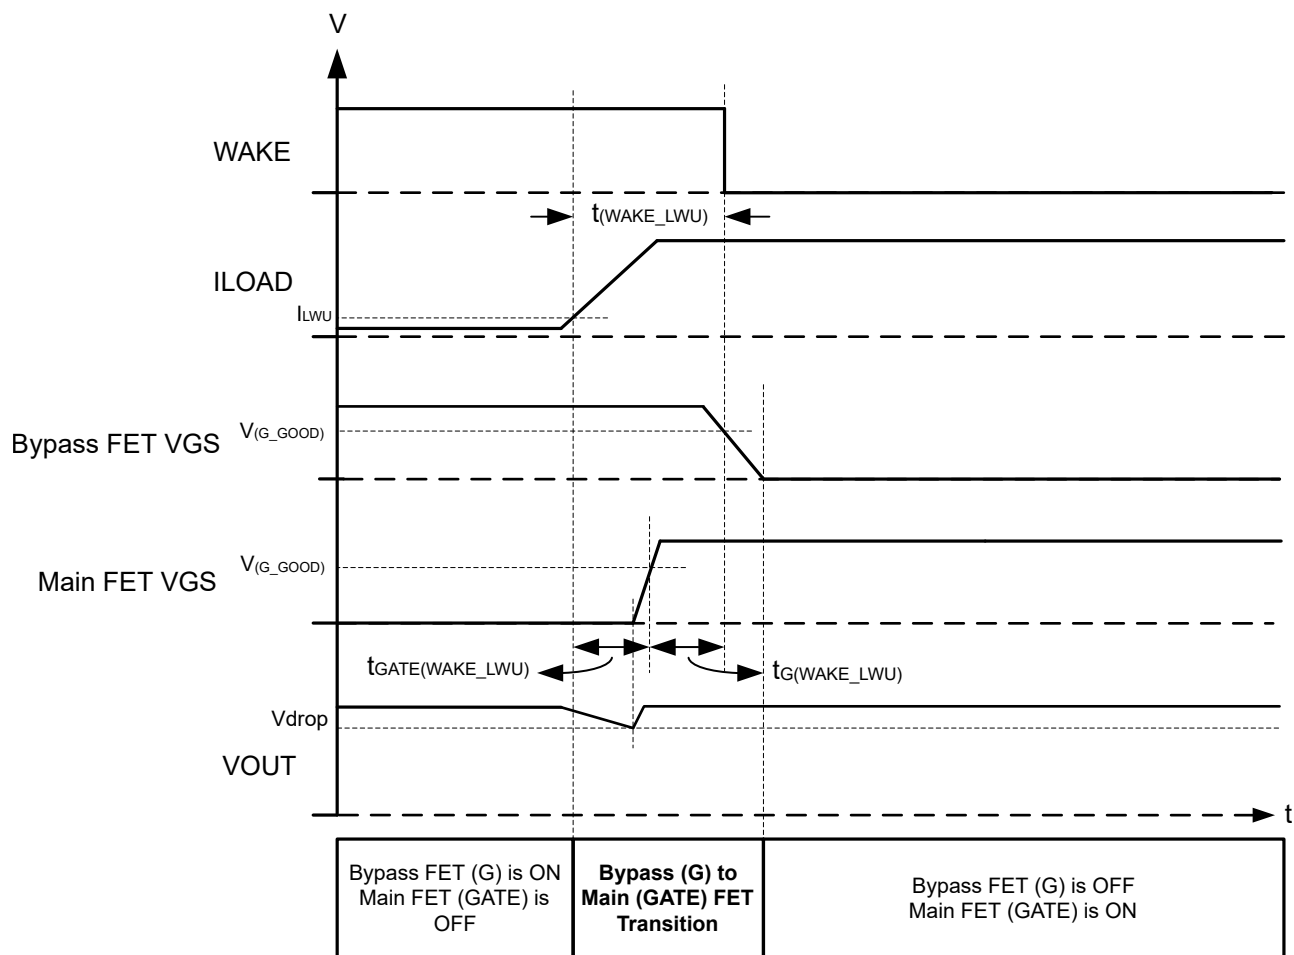 V
WAKE
t(WAKE_LWU)
ILOAD
ILWU
Bypass FET VGS
V(G_GOOD)
Main FET VGS
V(G_GOOD)
tGATE(WAKE_LWU)
tG(WAKE_LWU)
Vdrop
VOUT
t
Bypass FET (G) is ON
Main FET (GATE) is
OFF
Bypass (G) to
Main (GATE) FET
Transition
Bypass FET (G) is OFF
Main FET (GATE) is ON